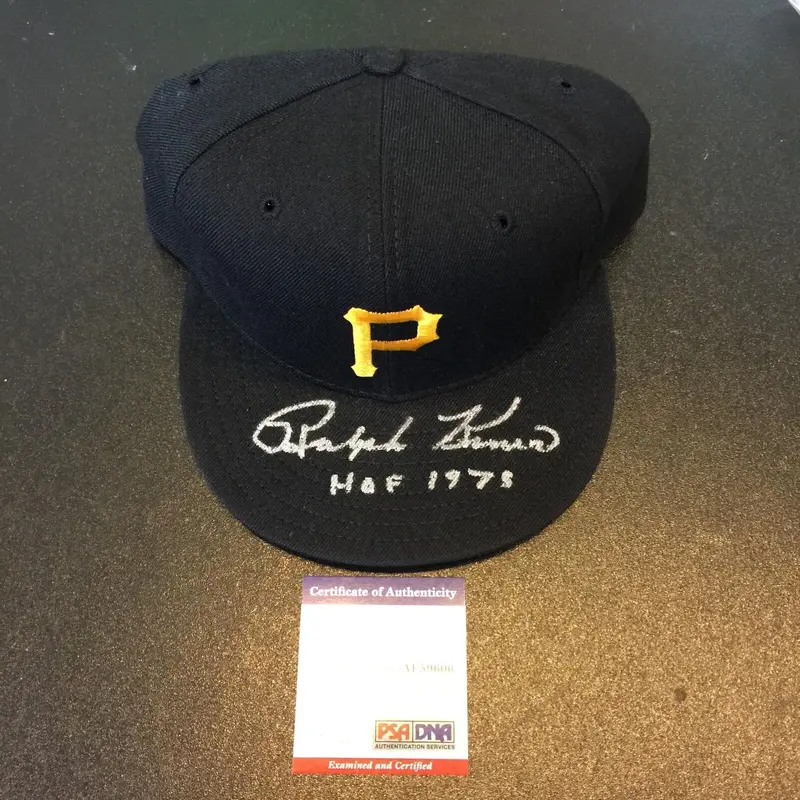 P
Ralph Kiner
HOF 1975
Certificate of Authenticity
PSA DNA
AUTHENTICATION SERVICES
Examined and Certified